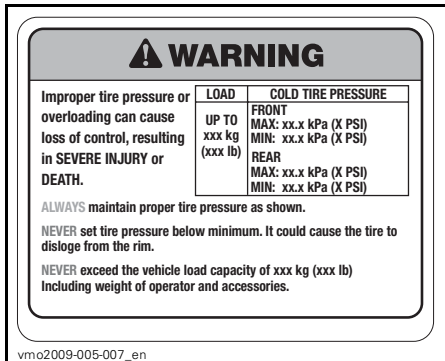 WARNING
Improper tire pressure or
overloading can cause
loss of control, resulting
in SEVERE INJURY or
DEATH.
LOAD
UP TO
xxx kg
(xxx lb)
COLD TIRE PRESSURE
FRONT
MAX: xx.x kPa (X PSI)
MIN: xx.x kPa (X PSI)
REAR
MAX: xx.x kPa (X PSI)
MIN: xx.x kPa (X PSI)
ALWAYS maintain proper tire pressure as shown.
NEVER set tire pressure below minimum. It could cause the tire to
disloge from the rim.
NEVER exceed the vehicle load capacity of xxx kg (xxx lb)
Including weight of operator and accessories.
vmo2009-005-007_en